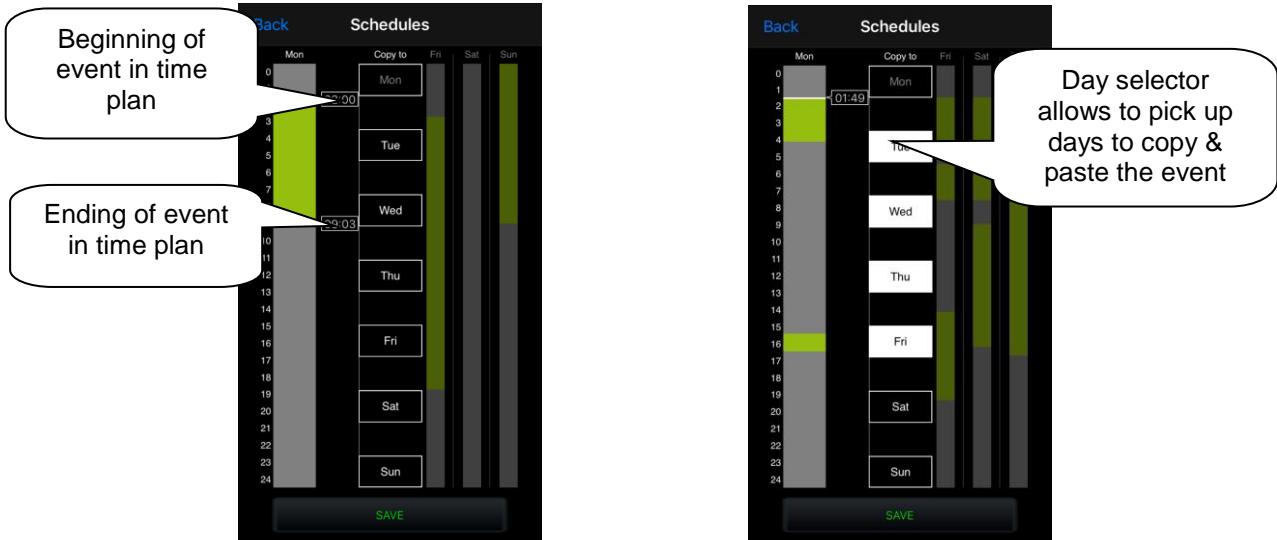 Beginning of
event in time
plan
Ending of event
in time plan
Back
Schedules
Mon
Copy to
Fri
Sat
Sun
0
3
4
5
6
7
10
11
12
13
14
15
16
17
18
19
20
21
22
23
24
09:03
Mon
Tue
Wed
Thu
Fri
Sat
Sun
SAVE
Back
Schedules
Mon
Copy to
Fri
Sat
0
1
2
3
4
5
6
7
8
9
10
11
12
13
14
15
16
17
18
19
20
21
22
23
24
01:49
Mon
Tue
Wed
Thu
Fri
Sat
Sun
SAVE
Day selector
allows to pick up
days to copy &
paste the event